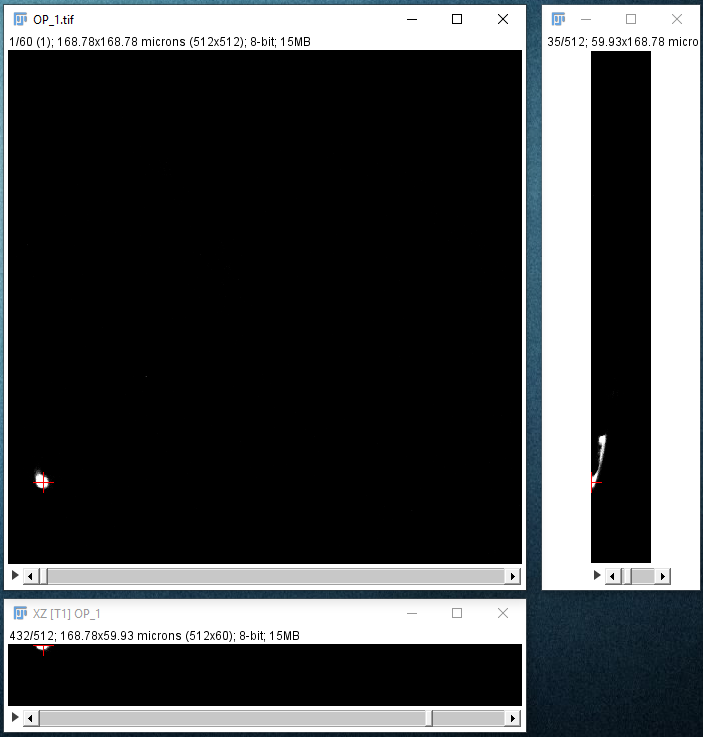 OP_1.tif
1/60 (1); 168.78x168.78 microns (512x512); 8-bit; 15MB
35/512; 59.93x168.78 micro
XZ [T1] OP_1
432/512; 168.78x59.93 microns (512x60); 8-bit; 15MB